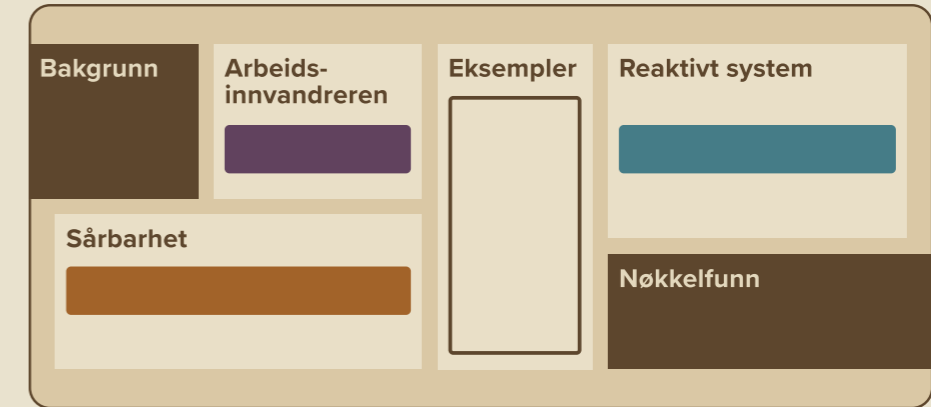 Bakgrunn
Arbeids-
innvandreren
Eksempler
Reaktivt system
Sårbarhet
Nøkkelfunn